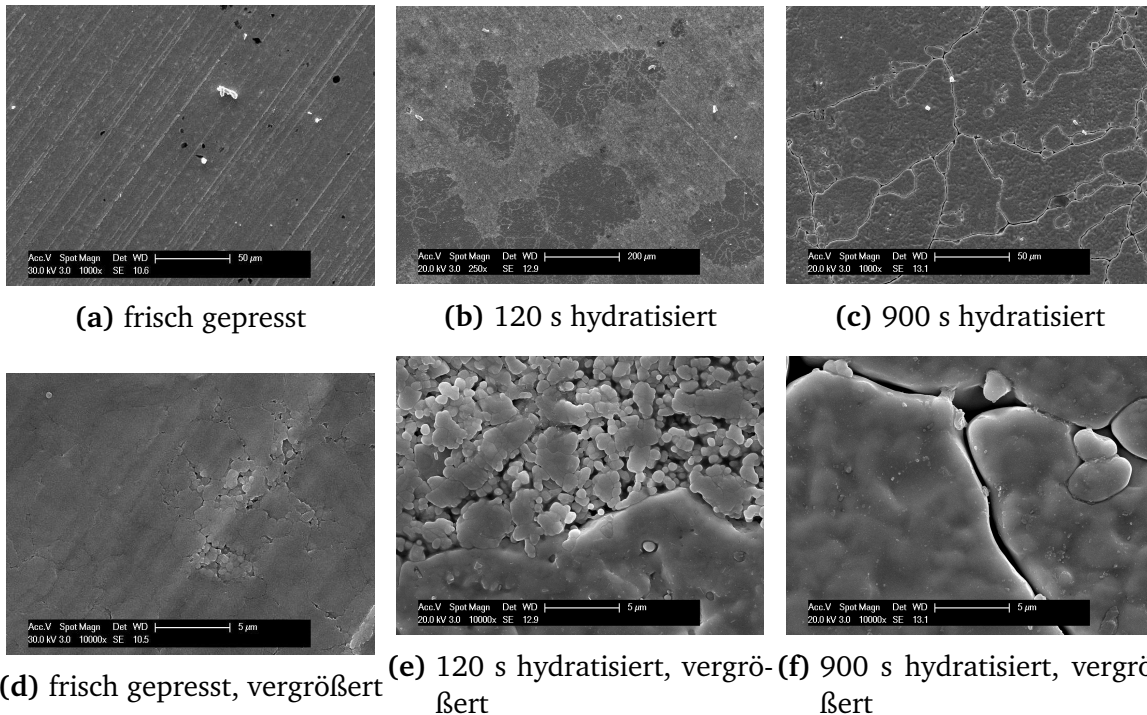 Acc.V Spot Magn Det WD 50 µm
30.0 kV 3.0 1000x SE 10.6
Acc.V Spot Magn Det WD 200 µm
20.0 kV 3.0 250x SE 12.9
Acc.V Spot Magn Det WD 50 µm
20.0 kV 3.0 1000x SE 13.1
(a) frisch gepresst
(b) 120 s hydratisiert
(c) 900 s hydratisiert
Acc.V Spot Magn Det WD 5 µm
30.0 kV 3.0 10000x SE 10.5
Acc.V Spot Magn Det WD 5 µm
20.0 kV 3.0 10000x SE 12.9
Acc.V Spot Magn Det WD 5 µm
20.0 kV 3.0 10000x SE 13.1
(d) frisch gepresst, vergrößert
(e) 120 s hydratisiert, vergrö-
ßert
(f) 900 s hydratisiert, vergrö
ßert